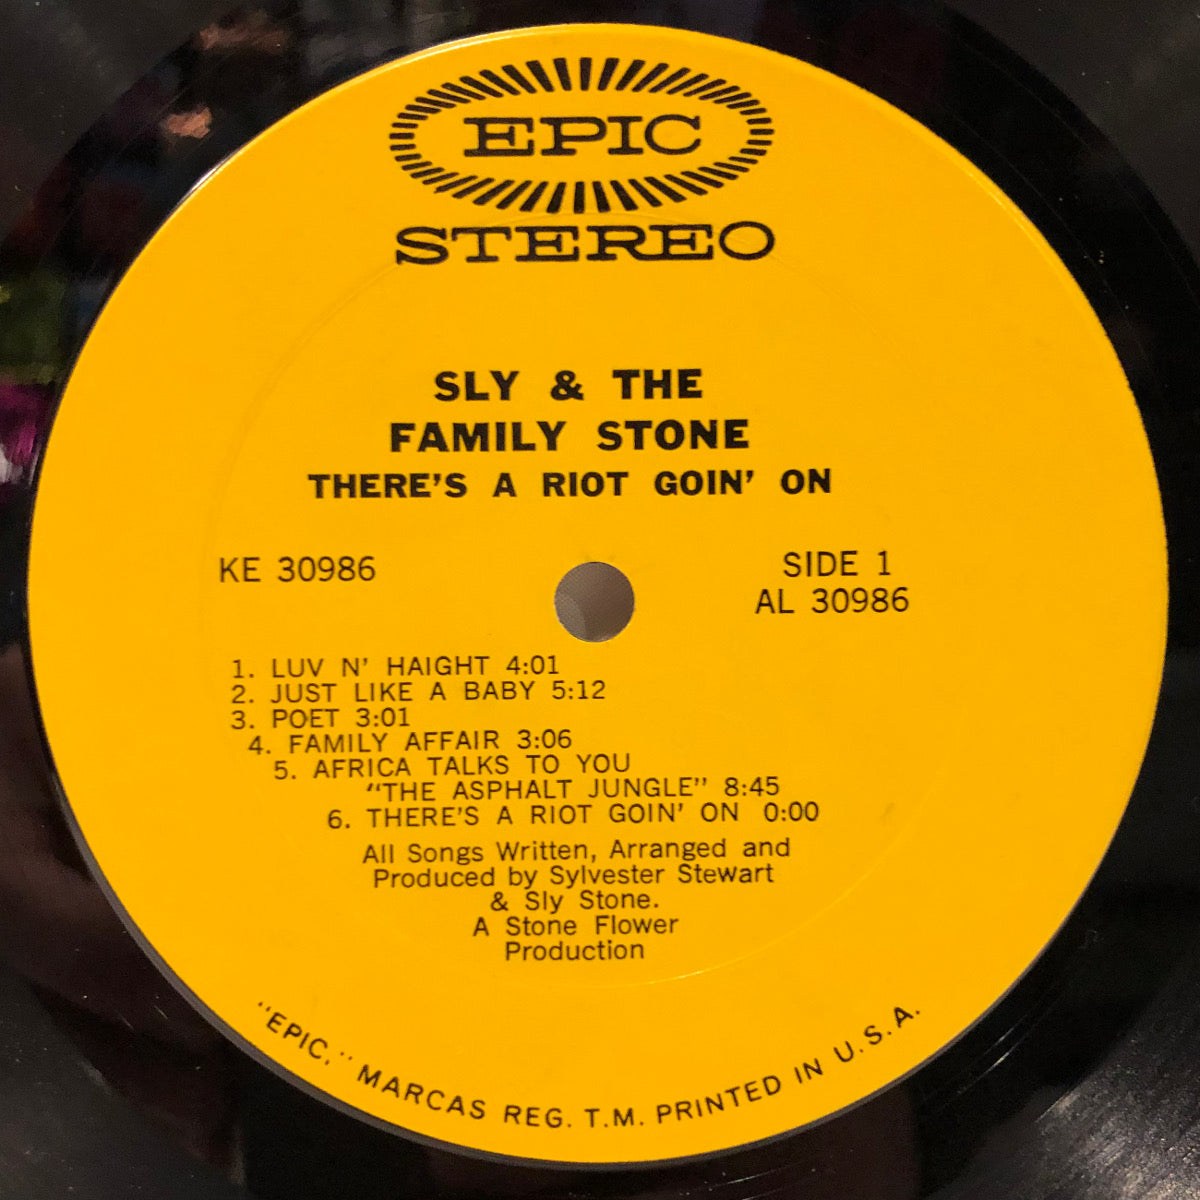 EPIC
STEREO
SLY & THE
FAMILY STONE
THERE'S A RIOT GOIN' ON
KE 30986
SIDE 1
AL 30986
1. LUV N' HAIGHT 4:01
2. JUST LIKE A BABY 5:12
3. POET 3:01
4. FAMILY AFFAIR 3:06
5. AFRICA TALKS TO YOU
"THE ASPHALT JUNGLE" 8:45
6. THERE'S A RIOT GOIN' ON 0:00
All Songs Written, Arranged and
Produced by Sylvester Stewart
& Sly Stone.
A Stone Flower
Production
"EPIC," MARCAS REG. T.M. PRINTED IN U.S.A.